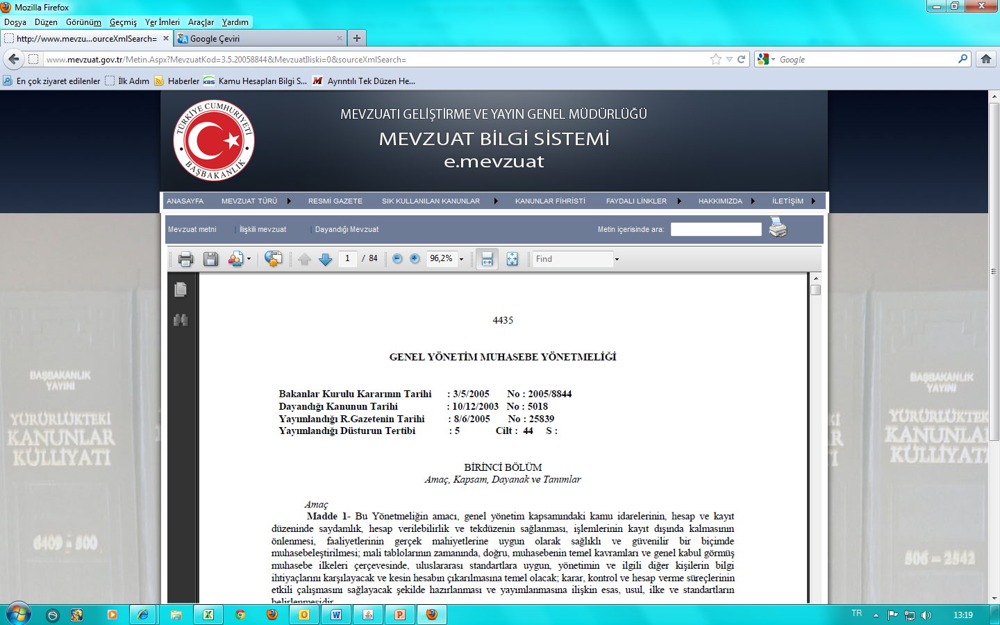 Mozilla Firefox
Dosya Düzen Görünüm Geçmiş Yer İmleri Araçlar Yardım
http://www.mevzu...ourceXmlSearch= Google Çeviri
www.mevzuat.gov.tr/Metin.Aspx?MevzuatKod=3.5.20058844&MevzuatIliski=0&sourceXmlSearch= Google
En çok ziyaret edilenler İlk Adım Haberler KBS Kamu Hesapları Bilgi S... M Ayrıntılı Tek Düzen He...
TÜRKİYE CUMHURİYETİ
BAŞBAKANLIK
MEVZUATI GELİŞTİRME VE YAYIN GENEL MÜDÜRLÜĞÜ
MEVZUAT BİLGİ SİSTEMİ
e.mevzuat
ANASAYFA MEVZUAT TÜRÜ RESMİ GAZETE SIK KULLANILAN KANUNLAR KANUNLAR FİHRİSTİ FAYDALI LİNKLER HAKKIMIZDA İLETİŞİM
Mevzuat metni | İlişkili mevzuat | Dayandığı Mevzuat Metin içerisinde ara:
1 / 84 96,2% Find
4435
GENEL YÖNETİM MUHASEBE YÖNETMELİĞİ
Bakanlar Kurulu Kararının Tarihi : 3/5/2005 No : 2005/8844
Dayandığı Kanunun Tarihi : 10/12/2003 No : 5018
Yayımlandığı R.Gazetenin Tarihi : 8/6/2005 No : 25839
Yayımlandığı Düsturun Tertibi : 5 Cilt : 44 S :
BİRİNCİ BÖLÜM
Amaç, Kapsam, Dayanak ve Tanımlar
Amaç
Madde 1- Bu Yönetmeliğin amacı, genel yönetim kapsamındaki kamu idarelerinin, hesap ve kayıt
düzeninde saydamlık, hesap verilebilirlik ve tekdüzenin sağlanması, işlemlerinin kayıt dışında kalmasının
önlenmesi, faaliyetlerinin gerçek mahiyetlerine uygun olarak sağlıklı ve güvenilir bir biçimde
muhasebeleştirilmesi; mali tablolarının zamanında, doğru, muhasebenin temel kavramları ve genel kabul görmüş
muhasebe ilkeleri çerçevesinde, uluslararası standartlara uygun, yönetimin ve ilgili diğer kişilerin bilgi
ihtiyaçlarını karşılayacak ve kesin hesabın çıkarılmasına temel olacak; karar, kontrol ve hesap verme süreçlerinin
etkili çalışmasını sağlayacak şekilde hazırlanması ve yayımlanmasına ilişkin esas, usul, ilke ve standartların
belirlenmesidir.
BAŞBAKANLIK
YAYINI
YÜRÜRLÜKTEKİ
KANUNLAR
KÜLLİYATI
6409 - 500
BAŞBAKANLIK
YAYINI
YÜRÜRLÜKTEK
KANUNLAR
KÜLLİYATI
506 - 2542
TR 13:19